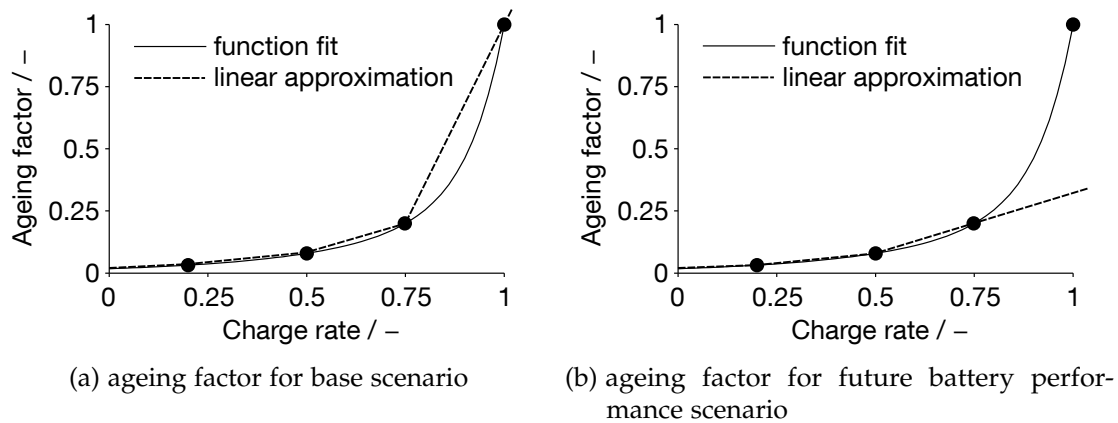 1
0.75
0.5
0.25
0
Ageing factor / –
function fit
linear approximation
0 0.25 0.5 0.75 1
Charge rate / –
(a) ageing factor for base scenario
1
0.75
0.5
0.25
0
Ageing factor / –
function fit
linear approximation
0 0.25 0.5 0.75 1
Charge rate / –
(b) ageing factor for future battery perfor-
mance scenario